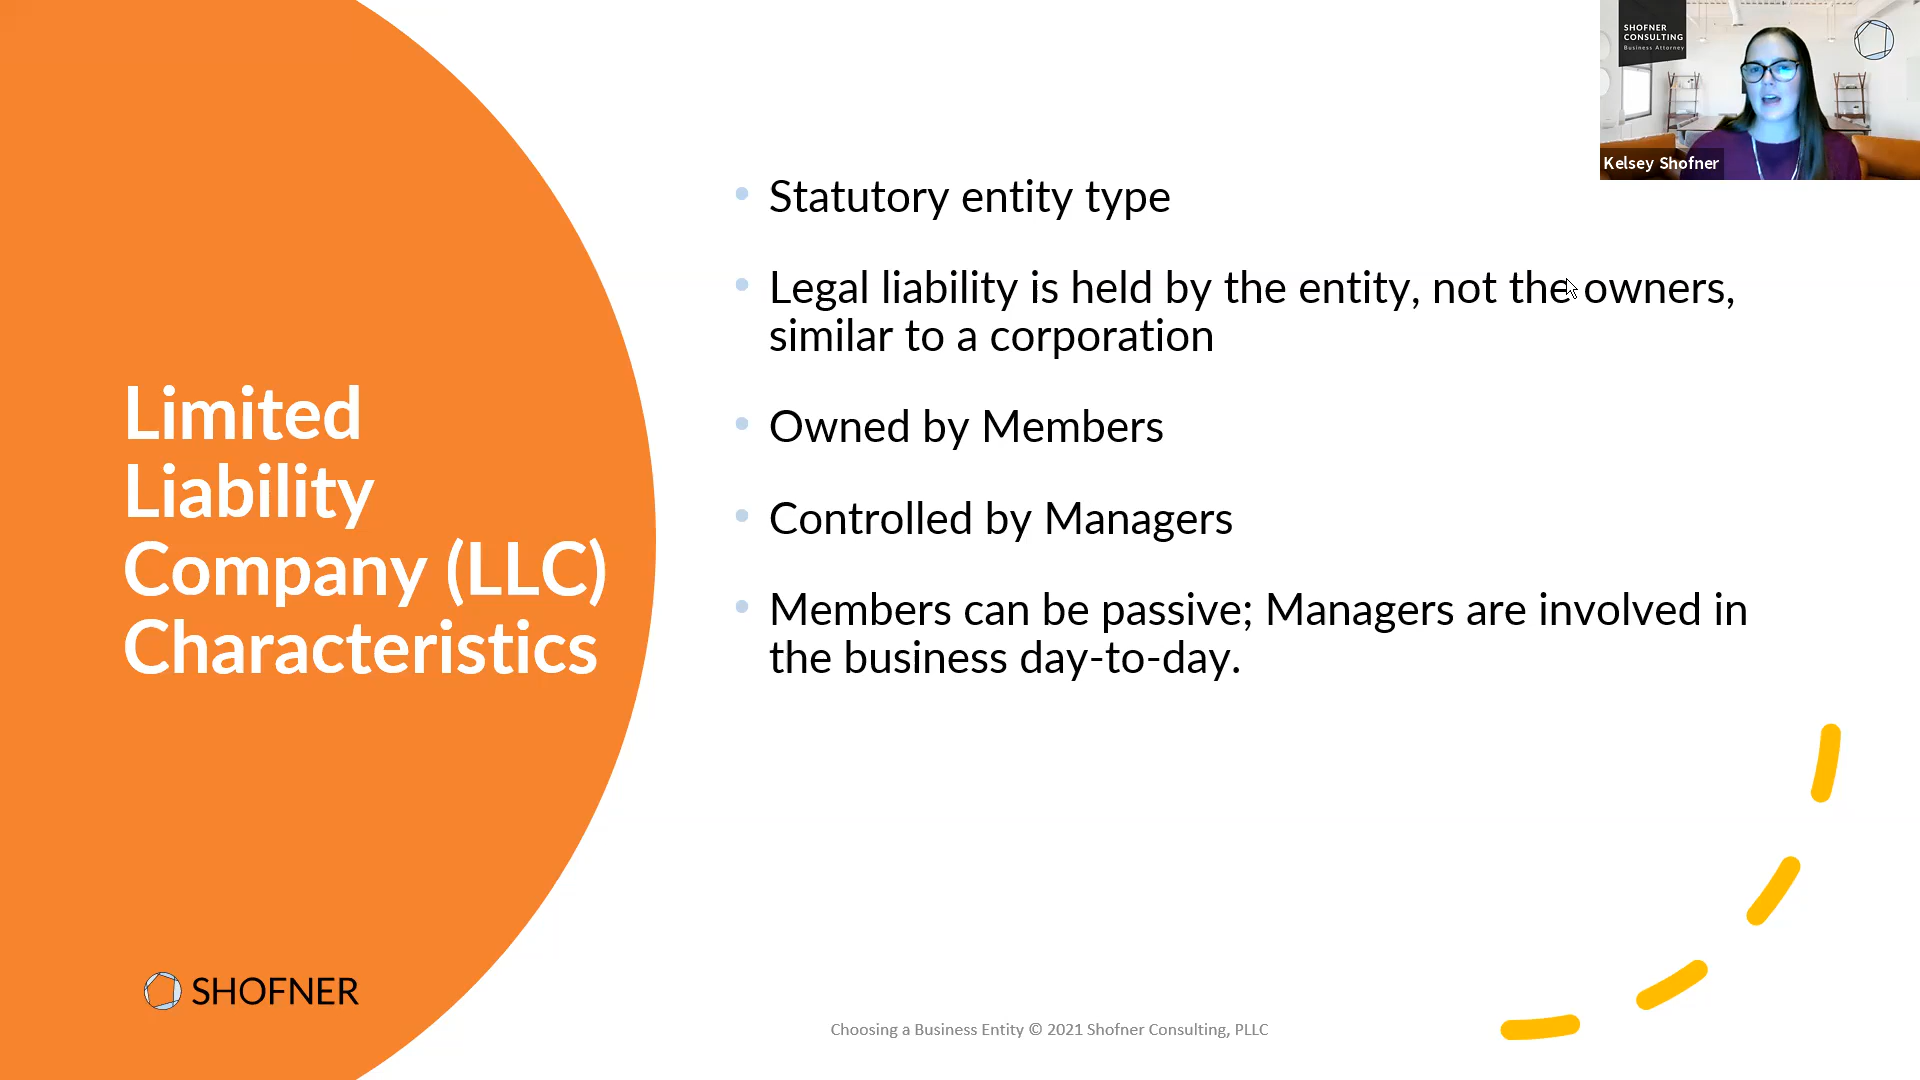 SHOFNER
CONSULTING
Business Attorney
Kelsey Shofner
Limited
Liability
Company (LLC)
Characteristics
Statutory entity type
Legal liability is held by the entity, not the owners,
similar to a corporation
Owned by Members
Controlled by Managers
Members can be passive; Managers are involved in
the business day-to-day.
SHOFNER
Choosing a Business Entity © 2021 Shofner Consulting, PLLC